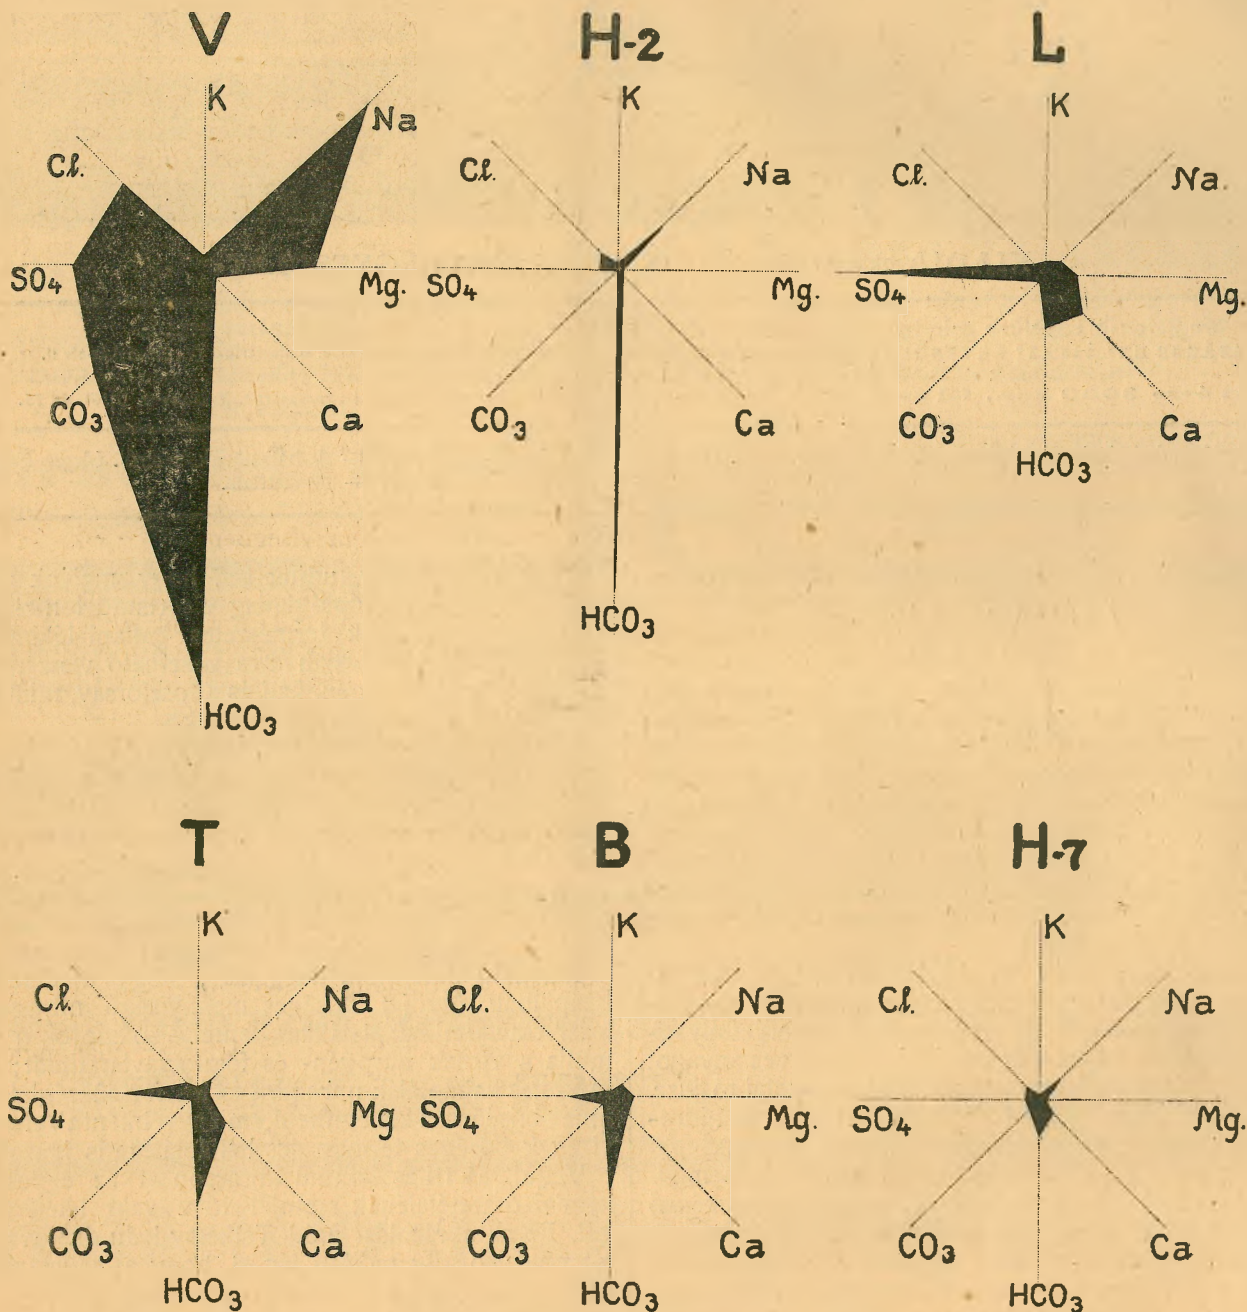 V
K
Na
Cl.
SO4
Mg.
CO3
Ca
HCO3
H-2
K
Cl.
Na
SO4
Mg.
CO3
Ca
HCO3
L
K
Cl.
Na.
SO4
Mg.
CO3
Ca
HCO3
T
K
Cl.
Na
SO4
Mg
CO3
Ca
HCO3
B
K
Cl.
Na
SO4
Mg.
CO3
Ca
HCO3
H-7
K
Cl.
Na
SO4
Mg.
CO3
Ca
HCO3